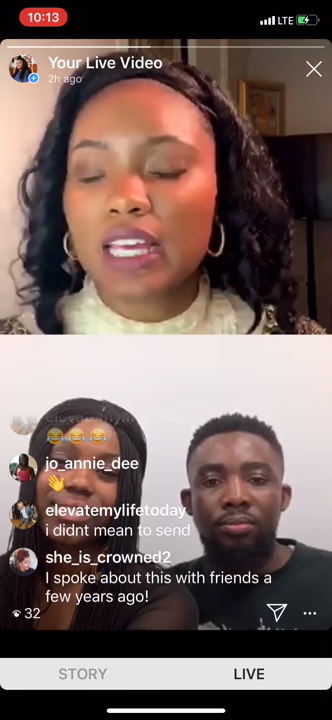 10:13
LTE
Your Live Video
2h ago
elevatemylife
😂😂😂
jo_annie_dee
👋
elevatemylifetoday
i didnt mean to send
she_is_crowned2
I spoke about this with friends a
few years ago!
32
STORY
LIVE